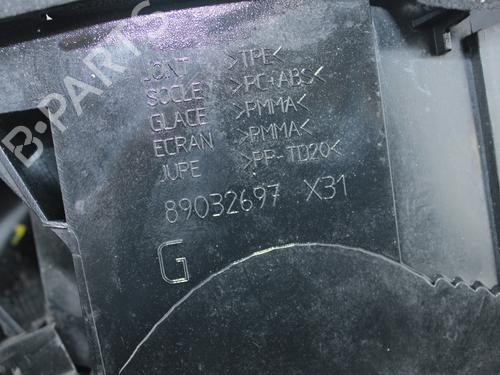 B-PARTS
JOINT >TPE<
SOCLE >PC+ABS<
GLACE >PMMA<
ECRAN >PMMA<
JUPE >PP-TD20<
89032697 X31
G